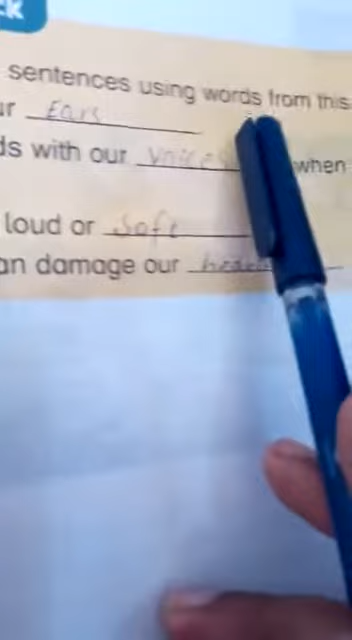 ck
sentences using words from this
ur Ears
ds with our voices when
loud or Soft
an damage our